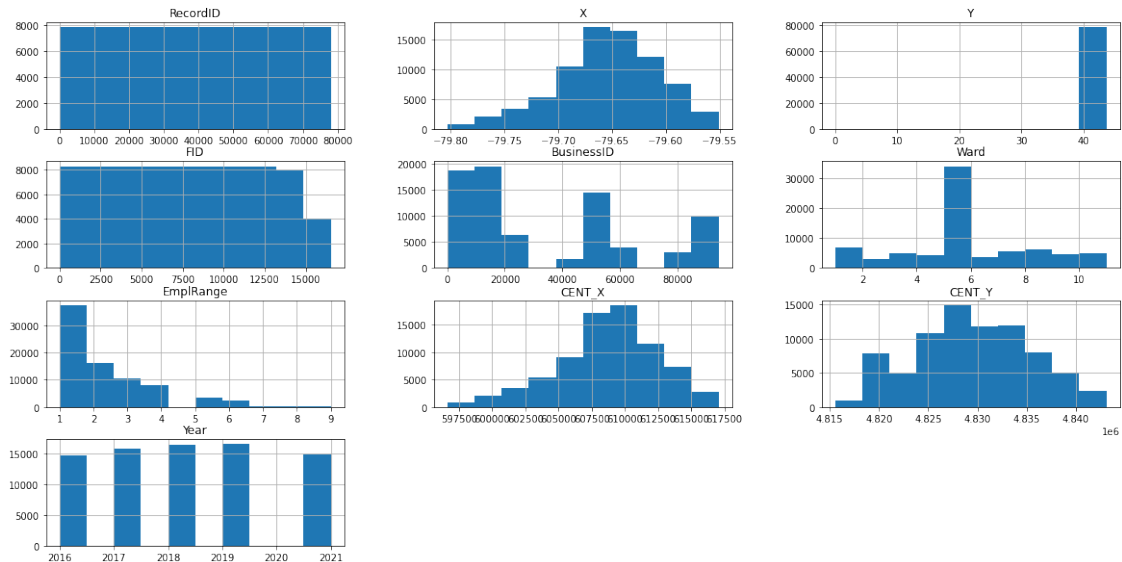 RecordID
8000
6000
4000
2000
0
0 10000 20000 30000 40000 50000 60000 70000 80000
X
15000
10000
5000
0
−79.80 −79.75 −79.70 −79.65 −79.60 −79.55
Y
80000
60000
40000
20000
0
0 10 20 30 40
FID
8000
6000
4000
2000
0
0 2500 5000 7500 10000 12500 15000
BusinessID
20000
15000
10000
5000
0
0 20000 40000 60000 80000
Ward
30000
20000
10000
0
2 4 6 8 10
EmplRange
30000
20000
10000
0
1 2 3 4 5 6 7 8 9
CENT_X
15000
10000
5000
0
597500 600000 602500 605000 607500 610000 612500 615000 617500
CENT_Y
15000
10000
5000
0
4.815 4.820 4.825 4.830 4.835 4.840
1e6
Year
15000
10000
5000
0
2016 2017 2018 2019 2020 2021